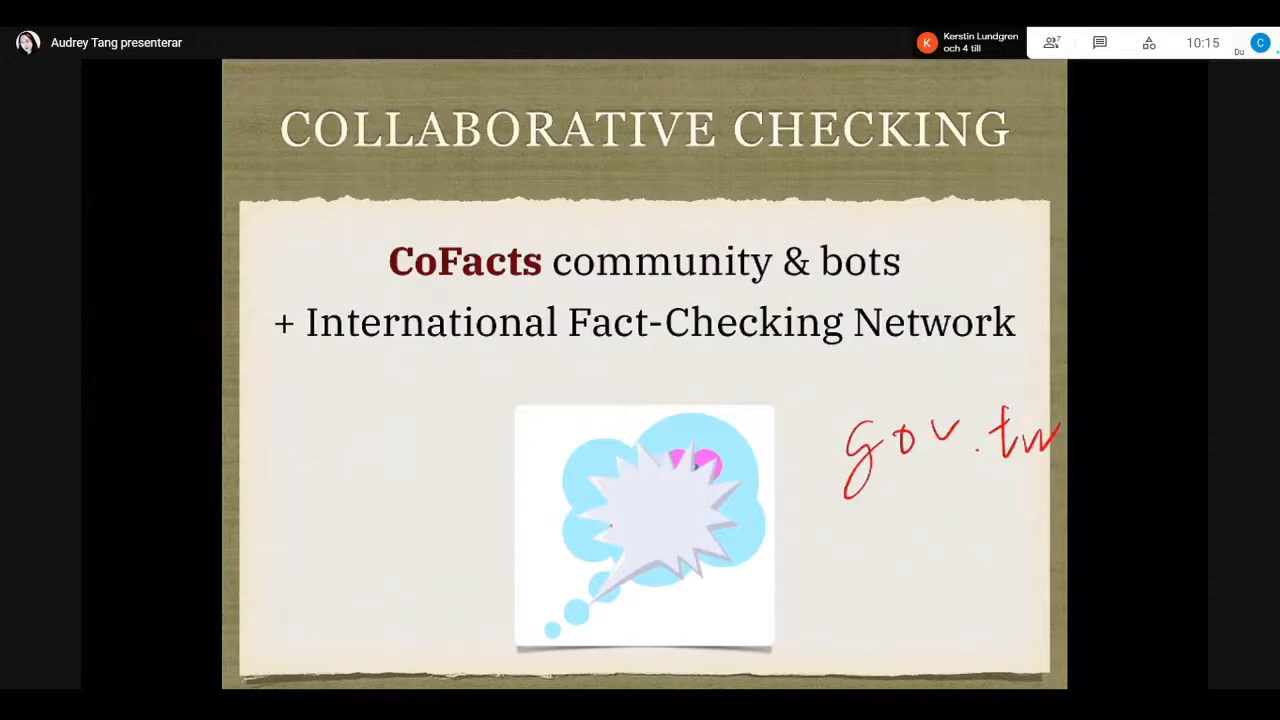 Audrey Tang presenterar
Kerstin Lundgren
och 4 till
7
10:15
Du
C
K
COLLABORATIVE CHECKING
CoFacts community & bots
+ International Fact-Checking Network
gov.tw